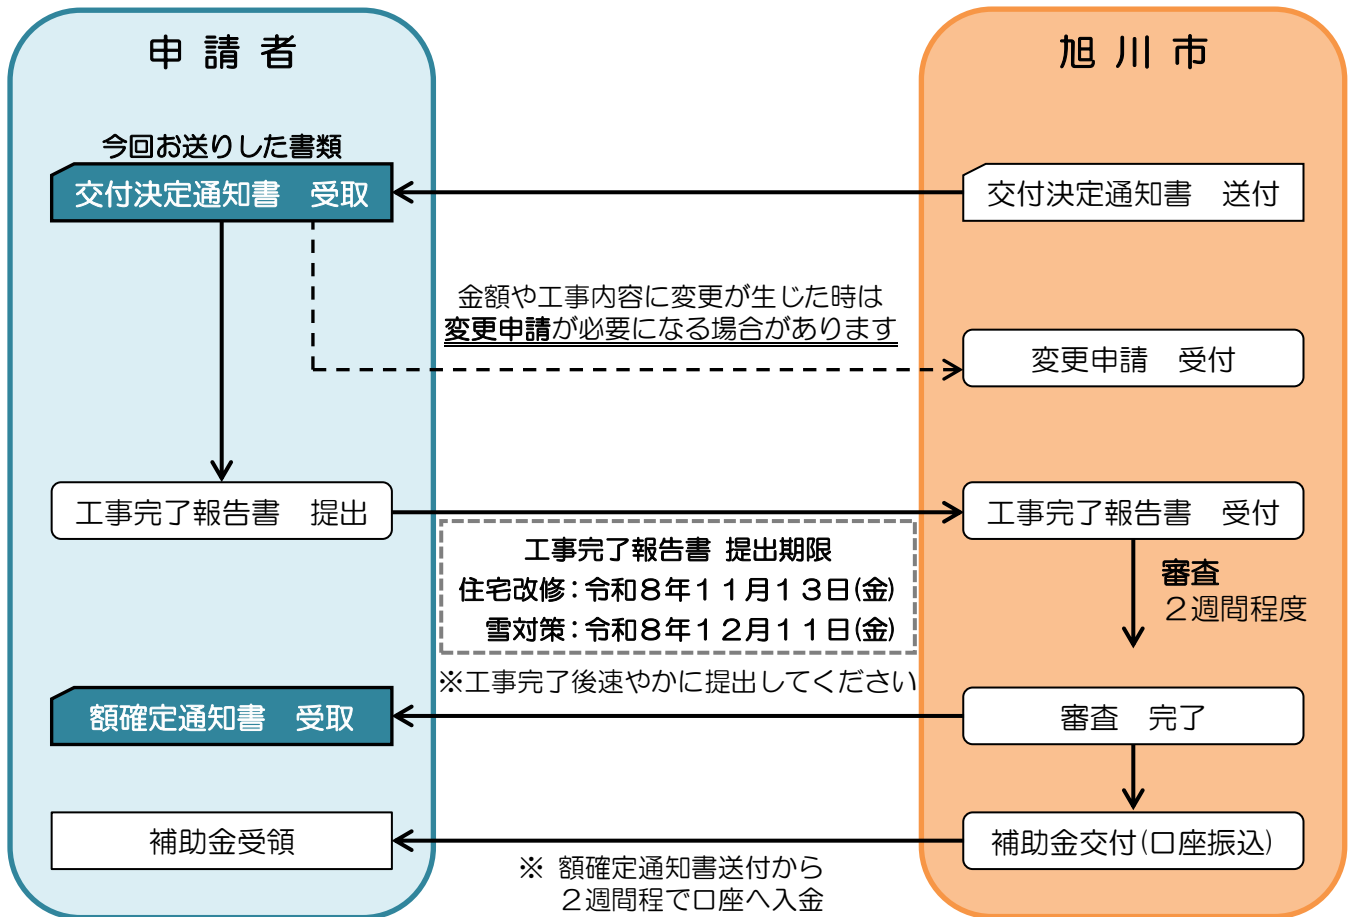 申請者
旭川市
今回お送りした書類
交付決定通知書　受取
交付決定通知書　送付
金額や工事内容に変更が生じた時は
変更申請が必要になる場合があります
変更申請　受付
工事完了報告書　提出
工事完了報告書　受付
工事完了報告書 提出期限
住宅改修：令和８年１１月１３日(金)
雪対策：令和８年１２月１１日(金)
審査
２週間程度
※工事完了後速やかに提出してください
額確定通知書　受取
審査　完了
補助金受領
補助金交付(口座振込)
※ 額確定通知書送付から
２週間程で口座へ入金